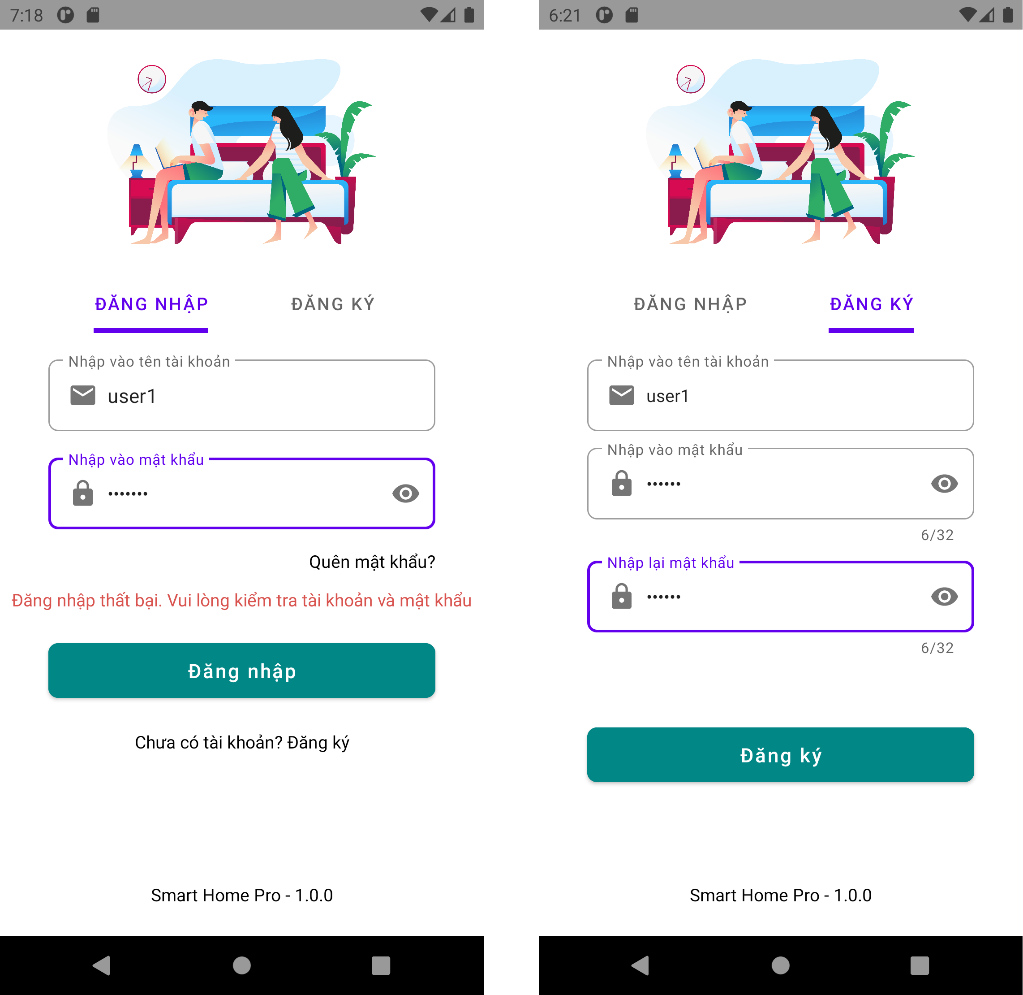 7:18
ĐĂNG NHẬP
ĐĂNG KÝ
Nhập vào tên tài khoản
user1
Nhập vào mật khẩu
•••••••
Quên mật khẩu?
Đăng nhập thất bại. Vui lòng kiểm tra tài khoản và mật khẩu
Đăng nhập
Chưa có tài khoản? Đăng ký
Smart Home Pro - 1.0.0
6:21
ĐĂNG NHẬP
ĐĂNG KÝ
Nhập vào tên tài khoản
user1
Nhập vào mật khẩu
••••••
6/32
Nhập lại mật khẩu
••••••
6/32
Đăng ký
Smart Home Pro - 1.0.0